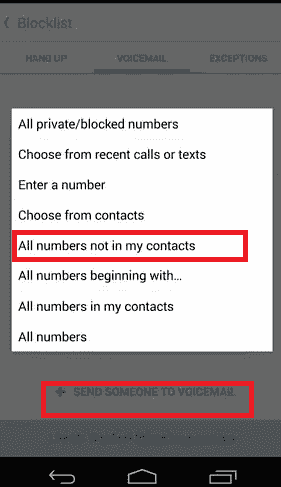 Blocklist
HANG UP VOICEMAIL EXCEPTIONS
All private/blocked numbers
Choose from recent calls or texts
Enter a number
Choose from contacts
All numbers not in my contacts
All numbers beginning with...
All numbers in my contacts
All numbers
SEND SOMEONE TO VOICEMAIL